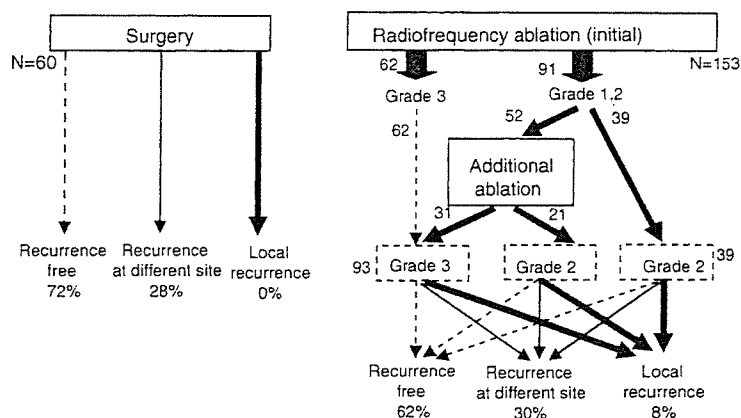 Surgery
N=60
Recurrence
free
72%
Recurrence
at different site
28%
Local
recurrence
0%
Radiofrequency ablation (initial)
N=153
62
91
Grade 3
Grade 1.2
62
52
39
Additional
ablation
31
21
93
Grade 3
Grade 2
Grade 2
39
Recurrence
free
62%
Recurrence
at different site
30%
Local
recurrence
8%